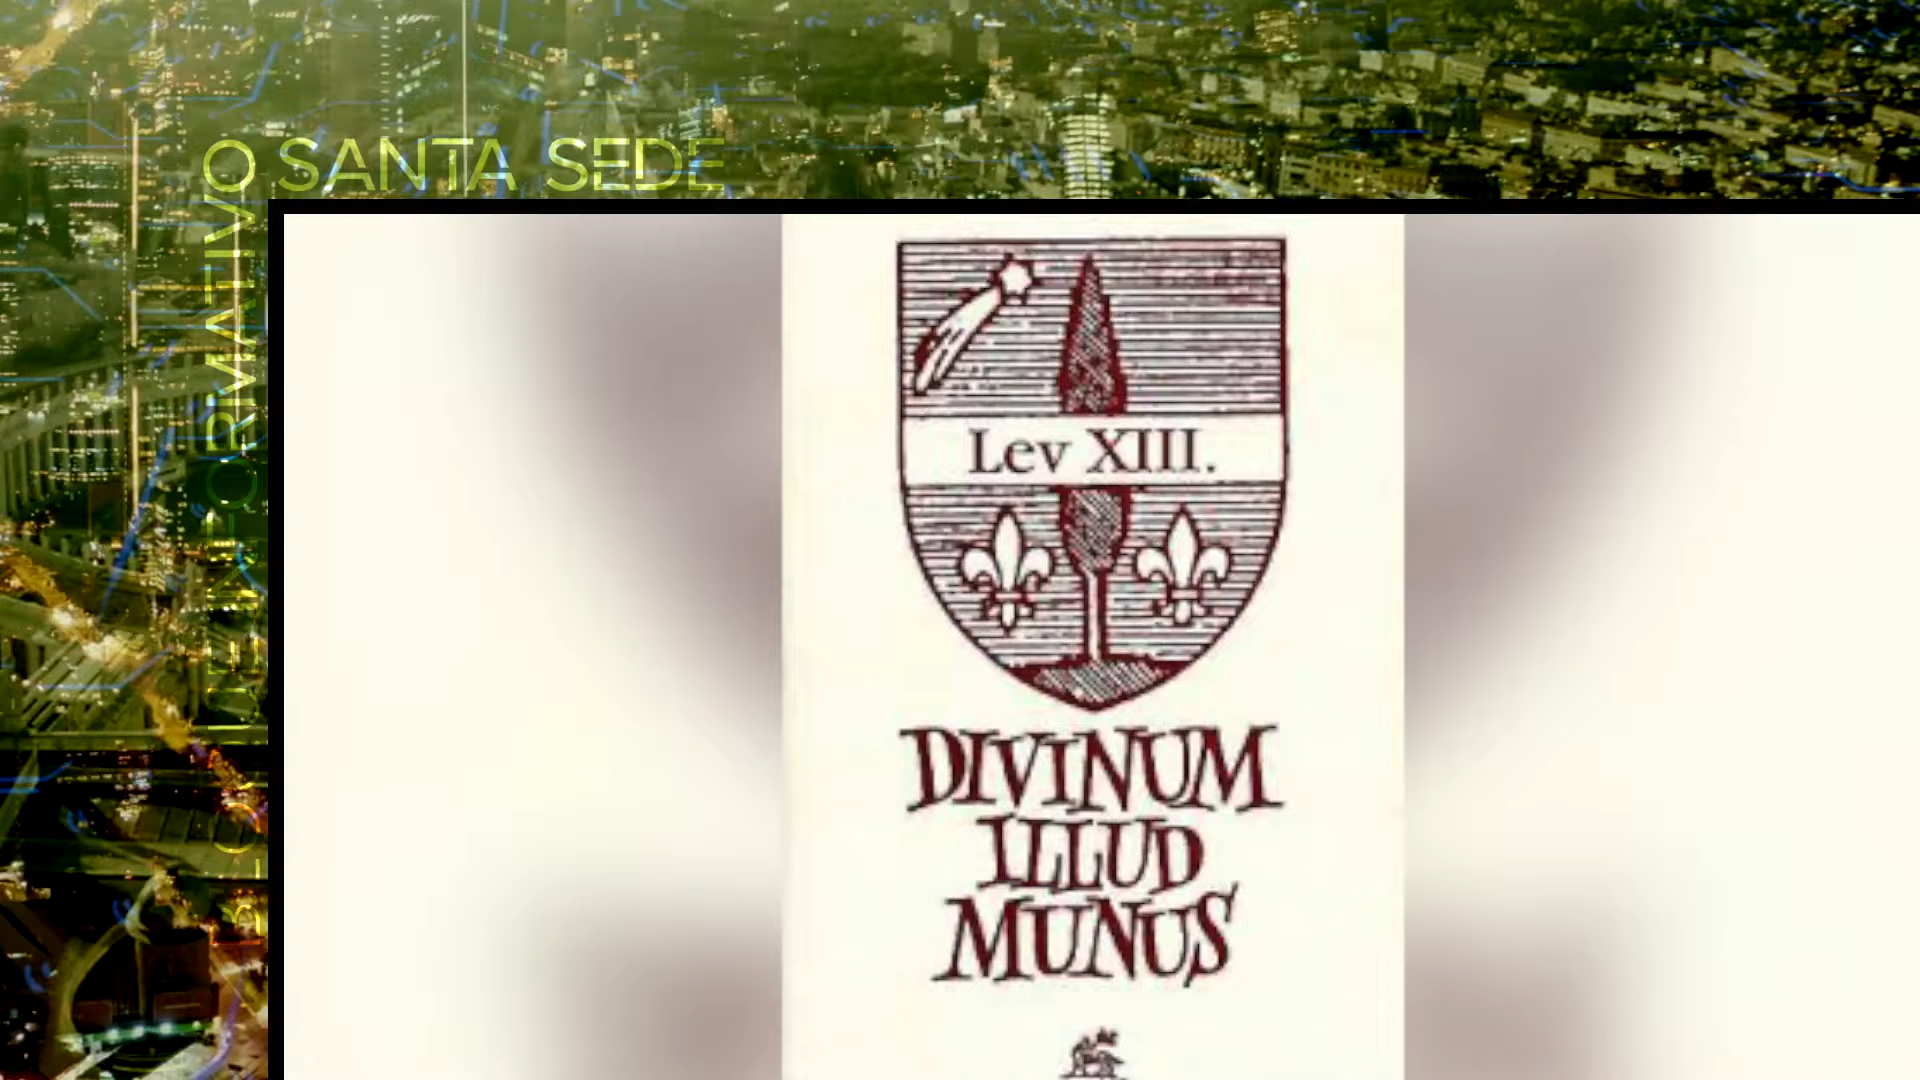 O SANTA SEDE
Lev XIII.
DIVINUM
ILLUD
MUNUS